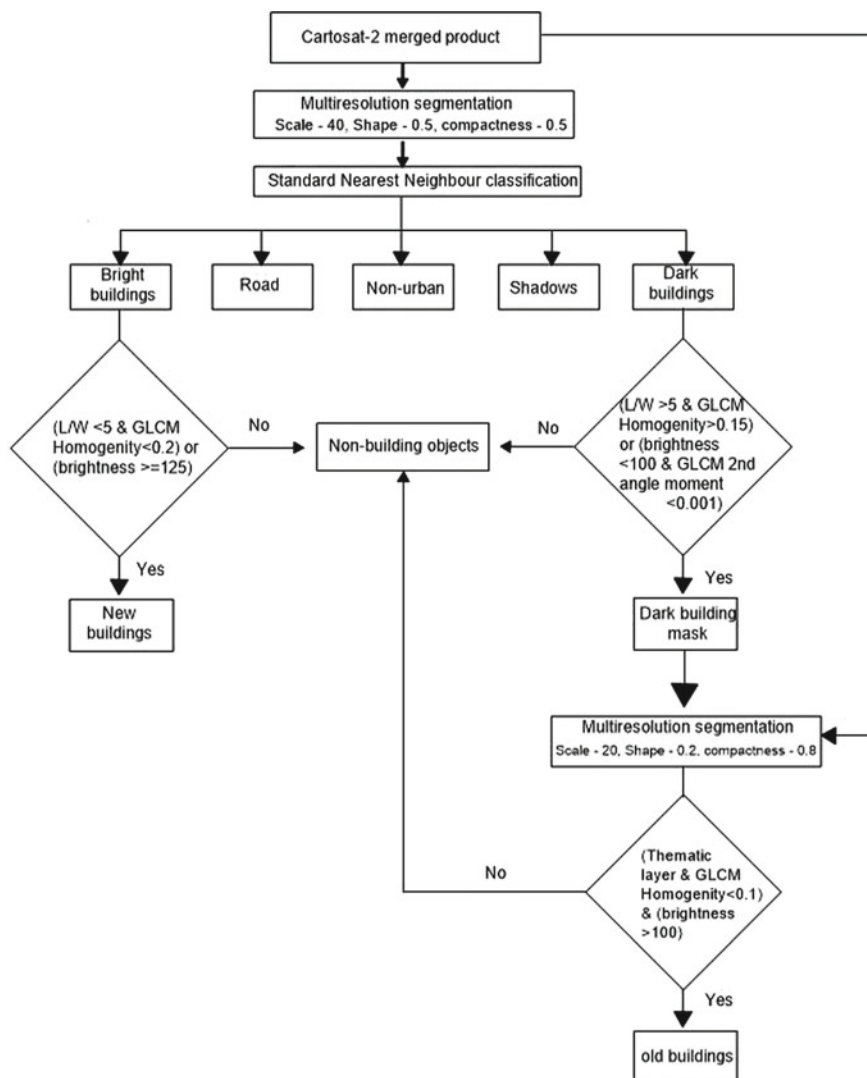 Cartosat-2 merged product
Multiresolution segmentation
Scale - 40, Shape - 0.5, compactness - 0.5
Standard Nearest Neighbour classification
Bright
buildings
Road
Non-urban
Shadows
Dark
buildings
(L/W <5 & GLCM
Homogenity<0.2) or
(brightness >=125)
No
Non-building objects
No
(L/W >5 & GLCM
Homogenity>0.15)
or (brightness
<100 & GLCM 2nd
angle moment
<0.001)
Yes
New
buildings
Yes
Dark building
mask
Multiresolution segmentation
Scale - 20, Shape - 0.2, compactness - 0.8
No
(Thematic
layer & GLCM
Homogenity<0.1)
& (brightness
>100)
Yes
old buildings